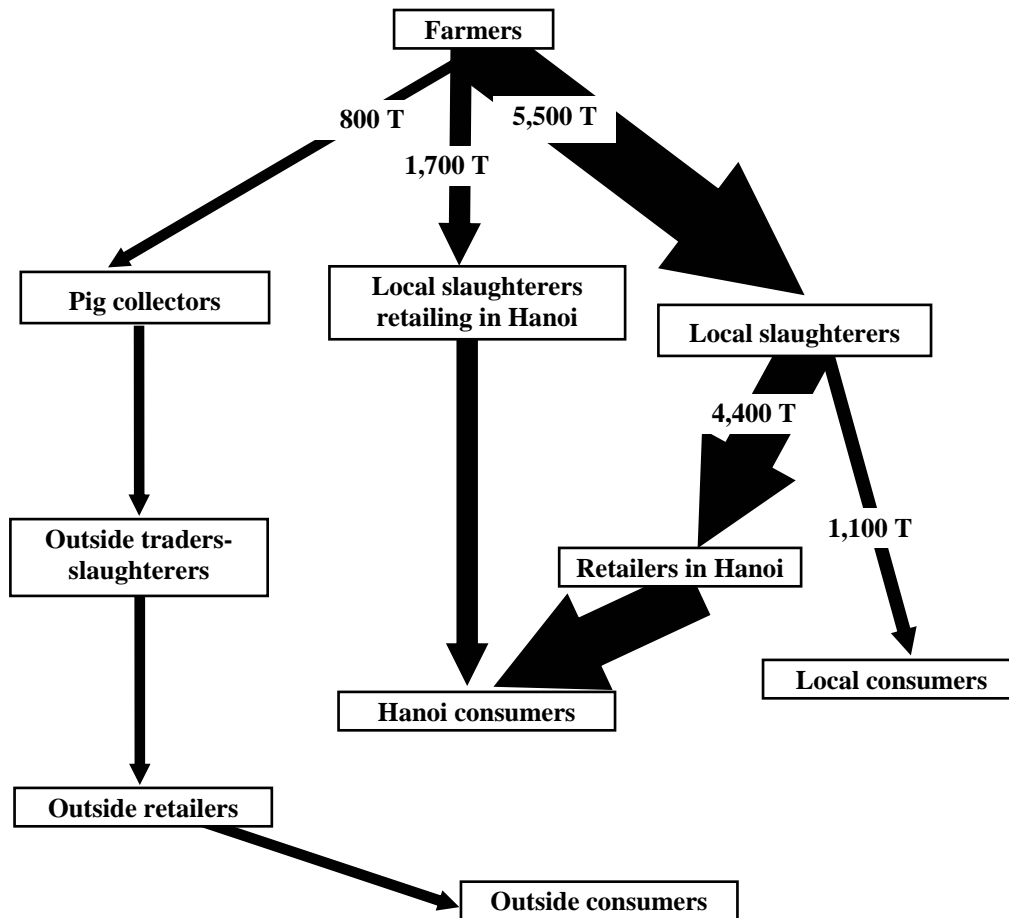 Farmers
800 T
5,500 T
1,700 T
Pig collectors
Local slaughterers
retailing in Hanoi
Local slaughterers
4,400 T
1,100 T
Outside traders-
slaughterers
Retailers in Hanoi
Local consumers
Hanoi consumers
Outside retailers
Outside consumers